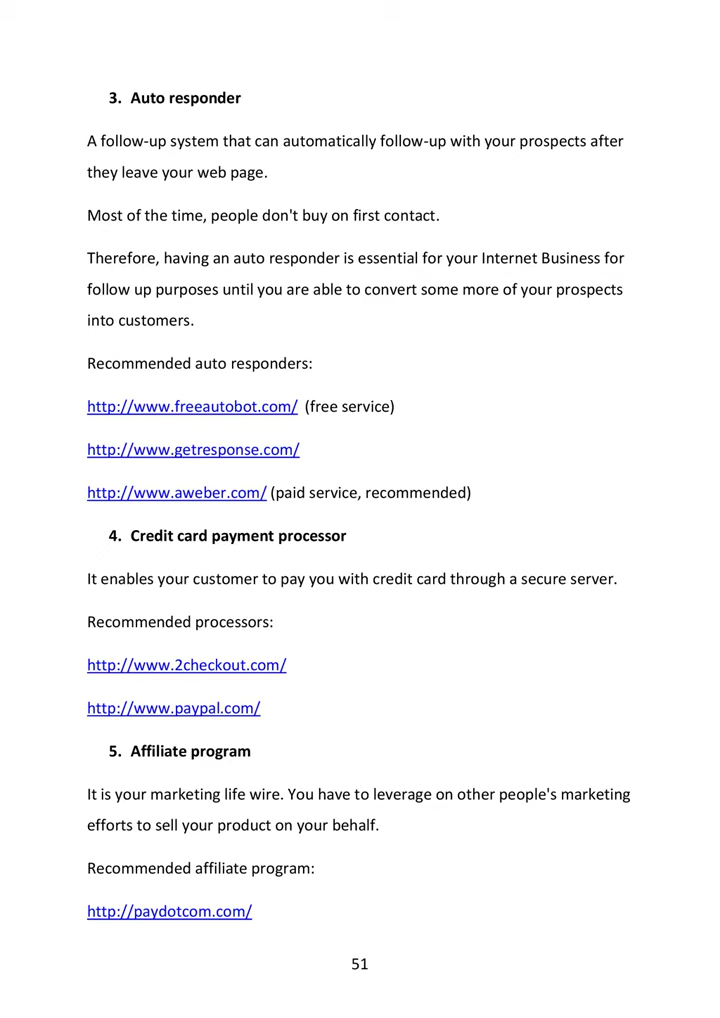 3. Auto responder
A follow-up system that can automatically follow-up with your prospects after
they leave your web page.
Most of the time, people don't buy on first contact.
Therefore, having an auto responder is essential for your Internet Business for
follow up purposes until you are able to convert some more of your prospects
into customers.
Recommended auto responders:
http://www.freeautobot.com/ (free service)
http://www.getresponse.com/
http://www.aweber.com/ (paid service, recommended)
4. Credit card payment processor
It enables your customer to pay you with credit card through a secure server.
Recommended processors:
http://www.2checkout.com/
http://www.paypal.com/
5. Affiliate program
It is your marketing life wire. You have to leverage on other people's marketing
efforts to sell your product on your behalf.
Recommended affiliate program:
http://paydotcom.com/
51